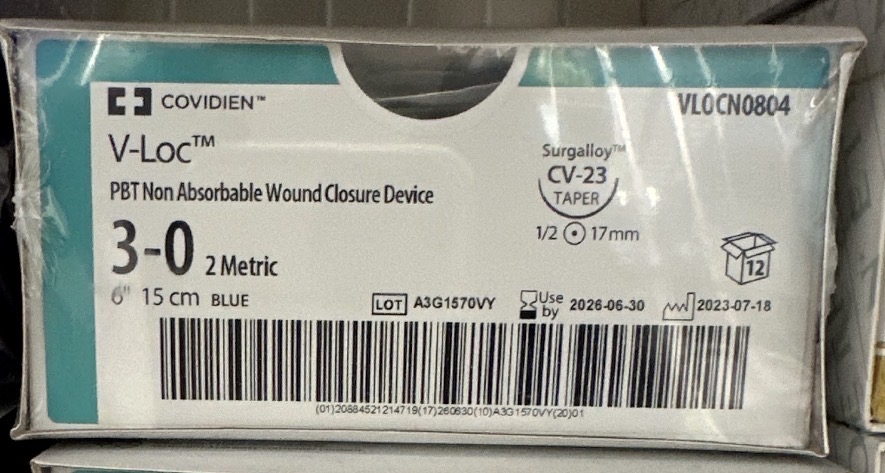 COVIDIEN™
VLOCN0804
V-Loc™
PBT Non Absorbable Wound Closure Device
Surgalloy™
CV-23
TAPER
1/2 17mm
3-0 2 Metric
6" 15 cm BLUE
12
LOT A3G1570VY Use by 2026-06-30 2023-07-18
(01)20884521214719(17)260630(10)A3G1570VY(20)01